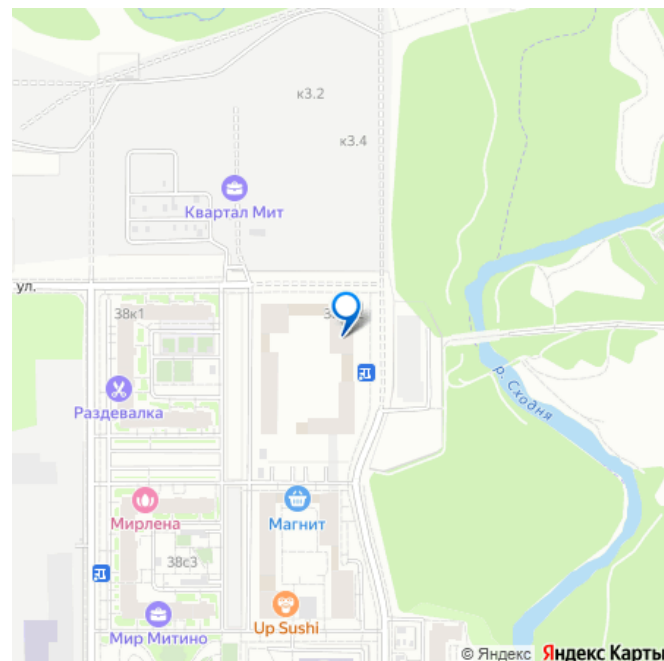 к3.2
к3.4
Квартал Мит
ул.
38к1
Раздевалка
р. Сходня
Мирлена
Магнит
38с3
Мир Митино
Up Sushi
© Яндекс Яндекс Карты